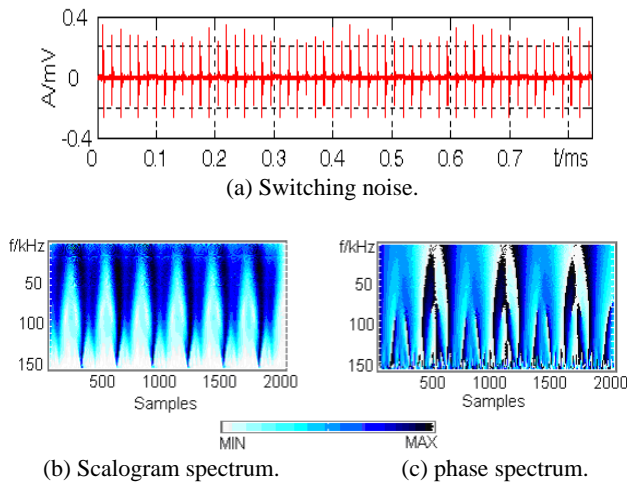 0.4
A/mV
0
-0.4
0 0.1 0.2 0.3 0.4 0.5 0.6 0.7 t/ms
(a) Switching noise.
f/kHz
50
100
150
500 1000 1500 2000
Samples
f/kHz
50
100
150
500 1000 1500 2000
Samples
MIN MAX
(b) Scalogram spectrum.
(c) phase spectrum.